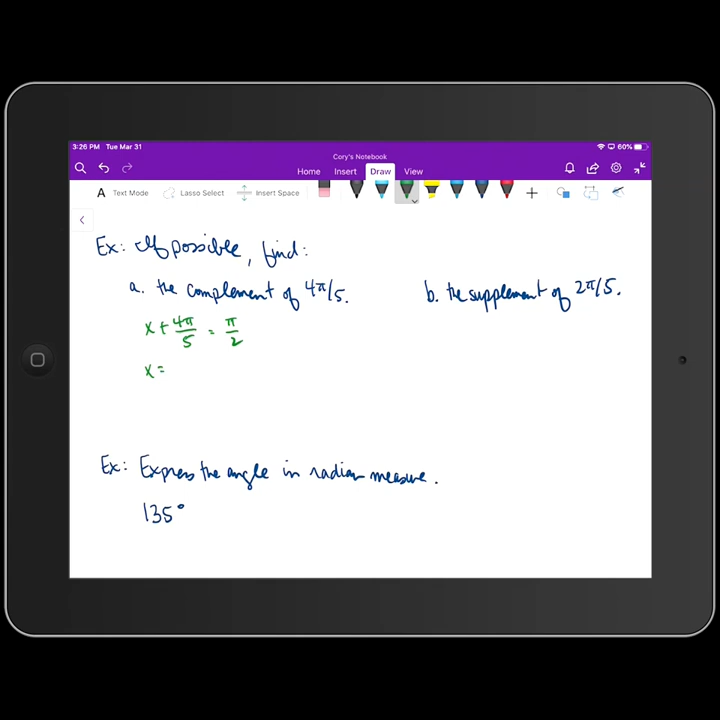 3:26 PM Tue Mar 31
60%
Cory's Notebook
Home Insert Draw View
A Text Mode Lasso Select Insert Space
Ex: If possible, find:
a. the complement of 4π/5.
b. the supplement of 2π/5.
x + 4π/5 = π/2
x =
Ex: Express the angle in radian measure.
135°